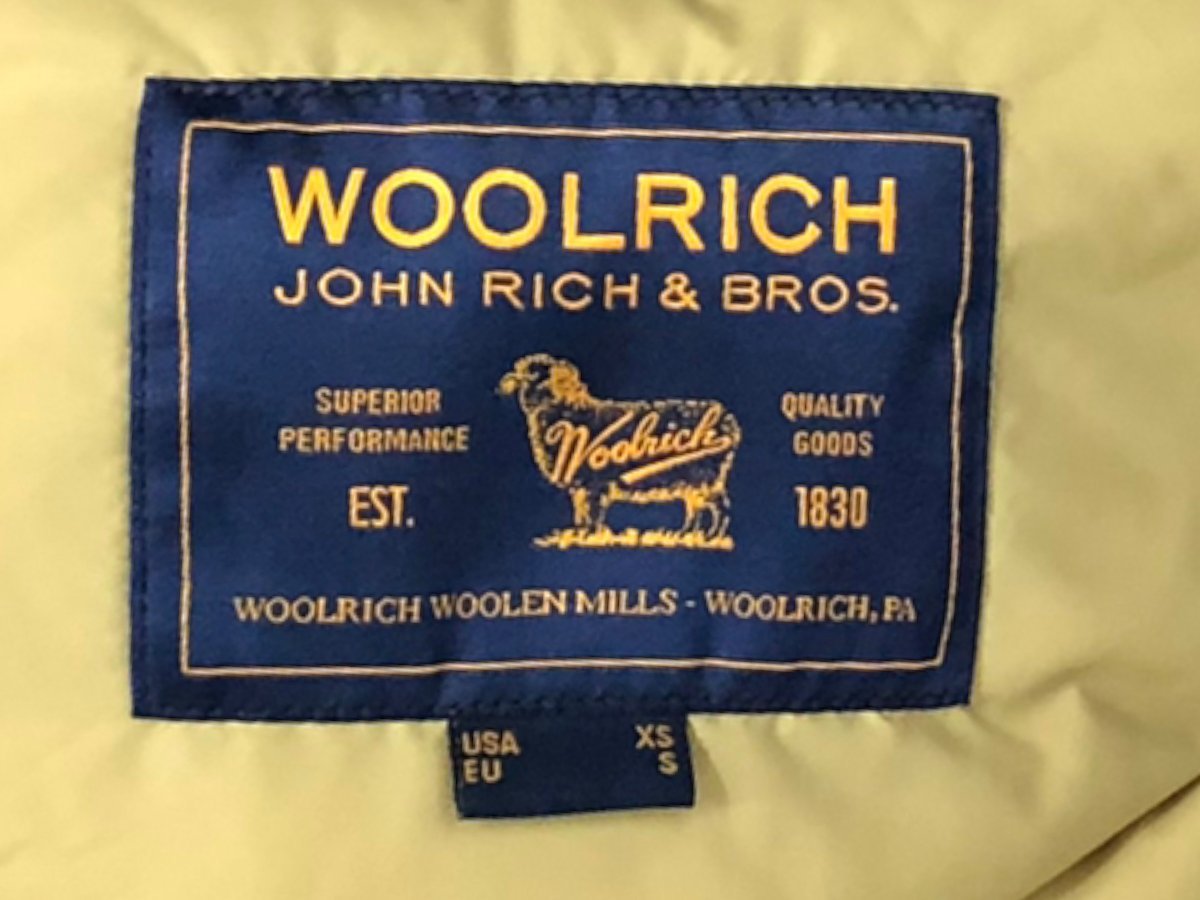 WOOLRICH
JOHN RICH & BROS.
SUPERIOR
PERFORMANCE
EST.
Woolrich
QUALITY
GOODS
1830
WOOLRICH WOOLEN MILLS - WOOLRICH, PA
USA XS
EU S